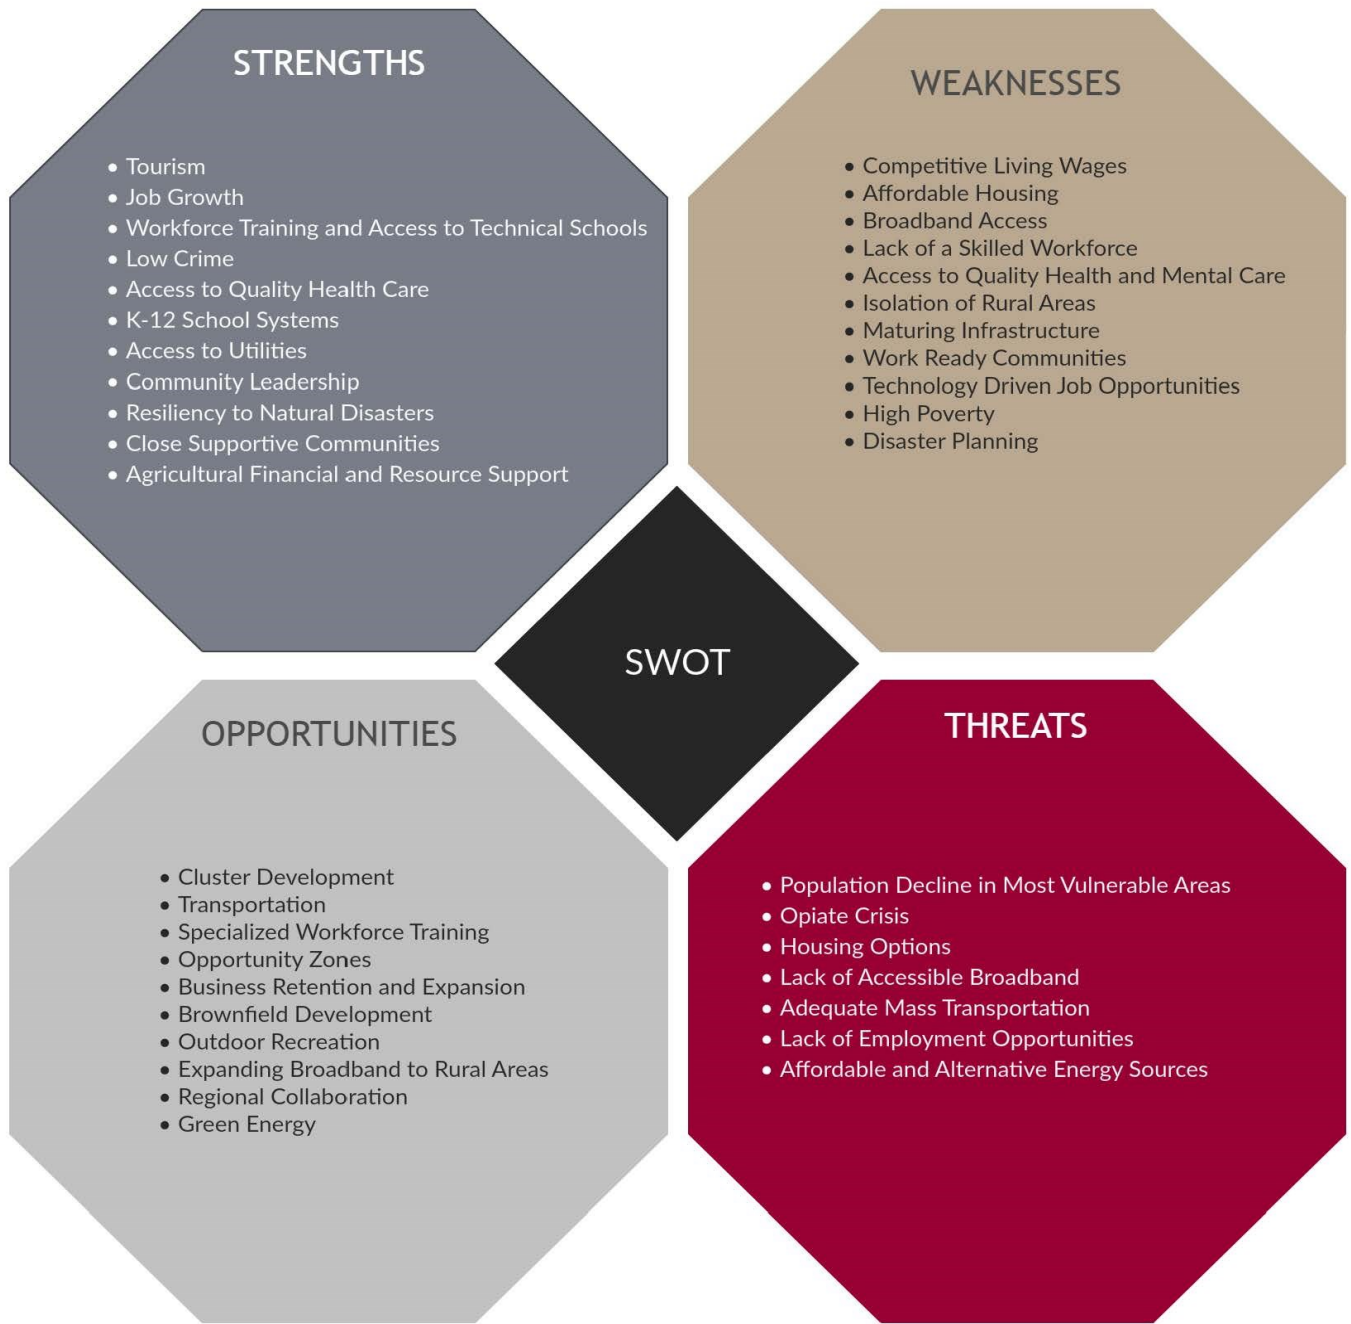 STRENGTHS
• Tourism
• Job Growth
• Workforce Training and Access to Technical Schools
• Low Crime
• Access to Quality Health Care
• K-12 School Systems
• Access to Utilities
• Community Leadership
• Resiliency to Natural Disasters
• Close Supportive Communities
• Agricultural Financial and Resource Support
WEAKNESSES
• Competitive Living Wages
• Affordable Housing
• Broadband Access
• Lack of a Skilled Workforce
• Access to Quality Health and Mental Care
• Isolation of Rural Areas
• Maturing Infrastructure
• Work Ready Communities
• Technology Driven Job Opportunities
• High Poverty
• Disaster Planning
SWOT
OPPORTUNITIES
• Cluster Development
• Transportation
• Specialized Workforce Training
• Opportunity Zones
• Business Retention and Expansion
• Brownfield Development
• Outdoor Recreation
• Expanding Broadband to Rural Areas
• Regional Collaboration
• Green Energy
THREATS
• Population Decline in Most Vulnerable Areas
• Opiate Crisis
• Housing Options
• Lack of Accessible Broadband
• Adequate Mass Transportation
• Lack of Employment Opportunities
• Affordable and Alternative Energy Sources